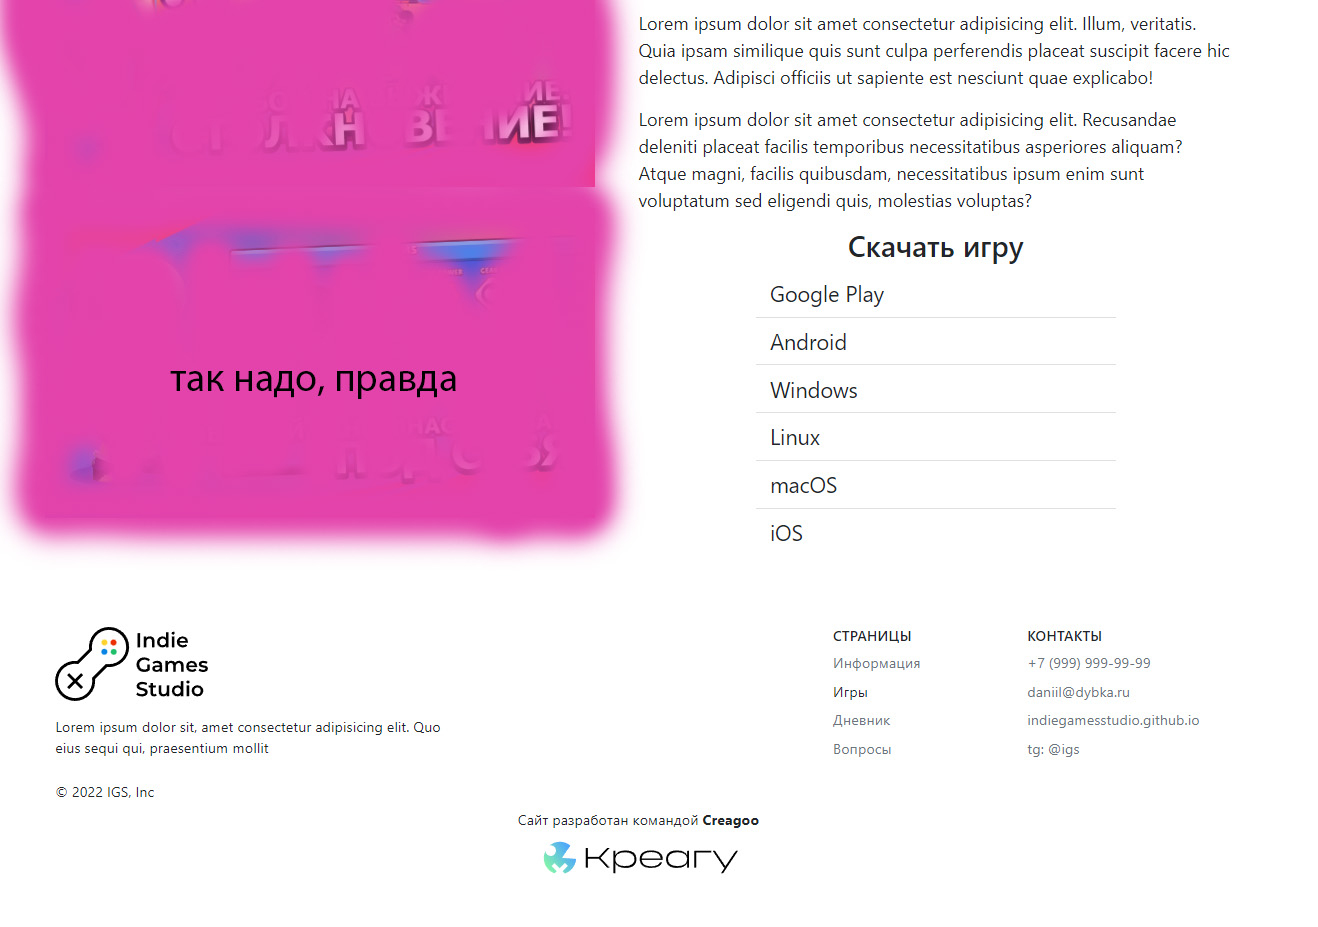 СТОЛКНОВЕНИЕ!
так надо, правда
Lorem ipsum dolor sit amet consectetur adipisicing elit. Illum, veritatis.
Quia ipsam similique quis sunt culpa perferendis placeat suscipit facere hic
delectus. Adipisci officiis ut sapiente est nesciunt quae explicabo!
Lorem ipsum dolor sit amet consectetur adipisicing elit. Recusandae
deleniti placeat facilis temporibus necessitatibus asperiores aliquam?
Atque magni, facilis quibusdam, necessitatibus ipsum enim sunt
voluptatum sed eligendi quis, molestias voluptas?
Скачать игру
Google Play
Android
Windows
Linux
macOS
iOS
Indie
Games
Studio
Lorem ipsum dolor sit, amet consectetur adipisicing elit. Quo
eius sequi qui, praesentium mollit
© 2022 IGS, Inc
СТРАНИЦЫ
Информация
Игры
Дневник
Вопросы
КОНТАКТЫ
+7 (999) 999-99-99
daniil@dybka.ru
indiegamesstudio.github.io
tg: @igs
Сайт разработан командой Creagoo
Креагу